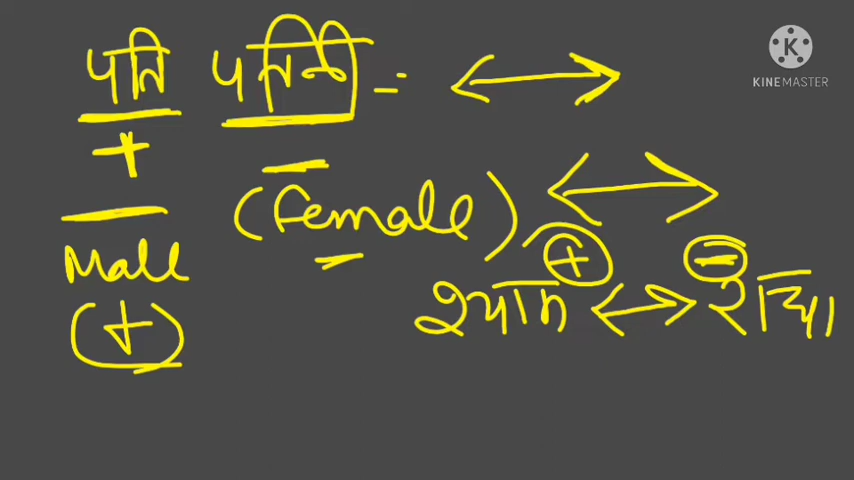 पति पत्नि =
K
KINEMASTER
+ −
(Female)
Male + −
(+) श्याम राधा